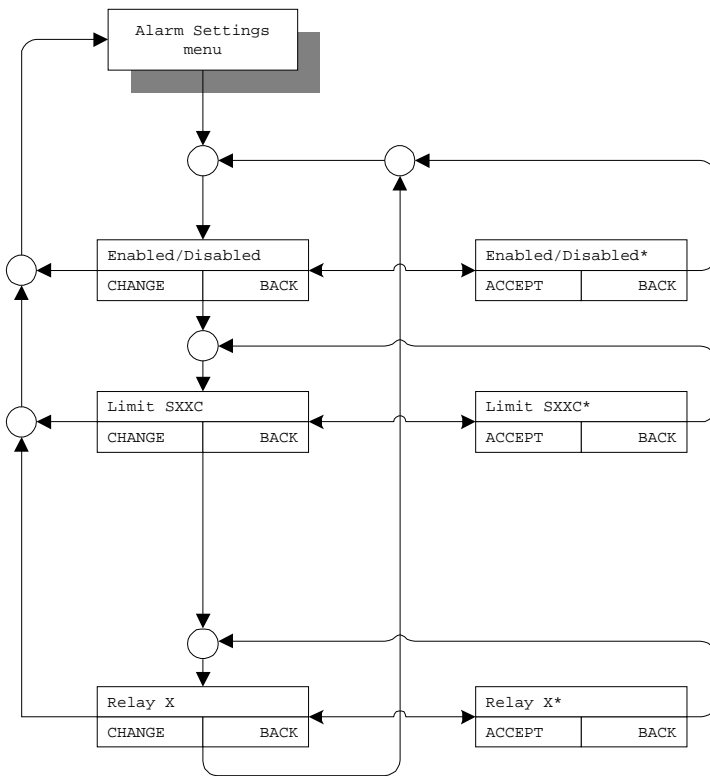 Alarm Settings
menu
Enabled/Disabled
CHANGE BACK
Enabled/Disabled*
ACCEPT BACK
Limit SXXC
CHANGE BACK
Limit SXXC*
ACCEPT BACK
Relay X
CHANGE BACK
Relay X*
ACCEPT BACK